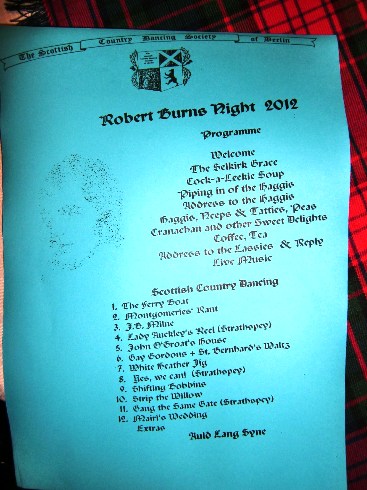 The Scottish Country Dancing Society of Berlin
Robert Burns Night 2012
Programme
Welcome
The Selkirk Grace
Cock-a-Leekie Soup
Piping in of the Haggis
Address to the Haggis
Haggis, Neeps & Tatties, Peas
Cranachan and other Sweet Delights
Coffee, Tea
Address to the Lassies & Reply
Live Music
Scottish Country Dancing
1. The Ferry Boat
2. Montgomeries' Rant
3. J.B. Milne
4. Lady Auckley's Reel (Strathspey)
5. John O'Groat's House
6. Gay Gordons + St. Bernhard's Waltz
7. White Heather Jig
8. Yes, we can! (Strathspey)
9. Shifting Bobbins
10. Strip the Willow
11. Gang the Same Gate (Strathspey)
12. Mairi's Wedding
Extras
Auld Lang Syne